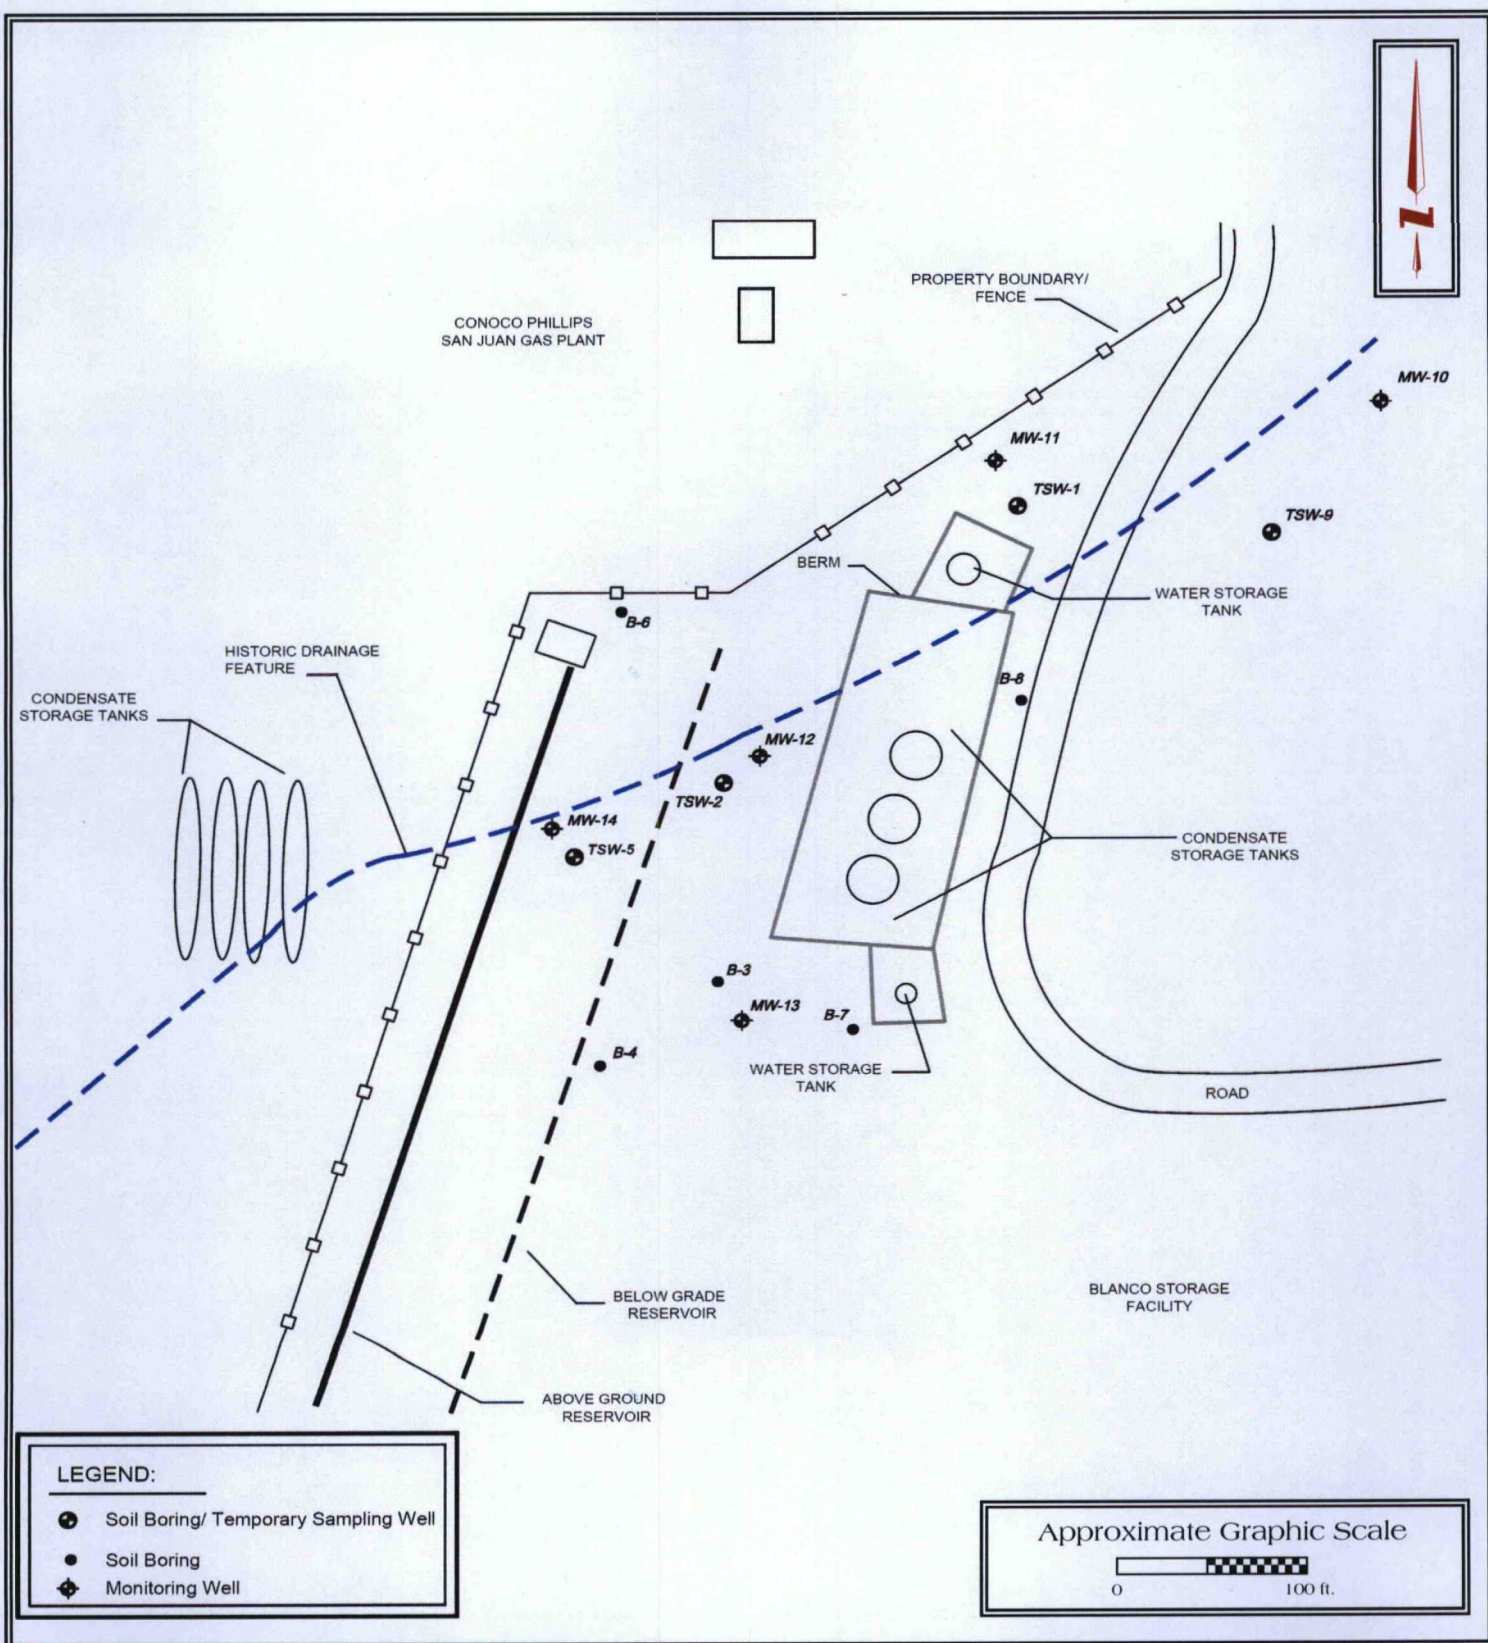 N
PROPERTY BOUNDARY/
FENCE
CONOCO PHILLIPS
SAN JUAN GAS PLANT
MW-10
MW-11
TSW-1
TSW-9
BERM
WATER STORAGE
TANK
B-6
HISTORIC DRAINAGE
FEATURE
CONDENSATE
STORAGE TANKS
B-8
MW-12
TSW-2
MW-14
TSW-5
CONDENSATE
STORAGE TANKS
B-3
MW-13
B-7
B-4
WATER STORAGE
TANK
ROAD
BELOW GRADE
RESERVOIR
BLANCO STORAGE
FACILITY
ABOVE GROUND
RESERVOIR
LEGEND:
Soil Boring/ Temporary Sampling Well
Soil Boring
Monitoring Well
Approximate Graphic Scale
0 100 ft.